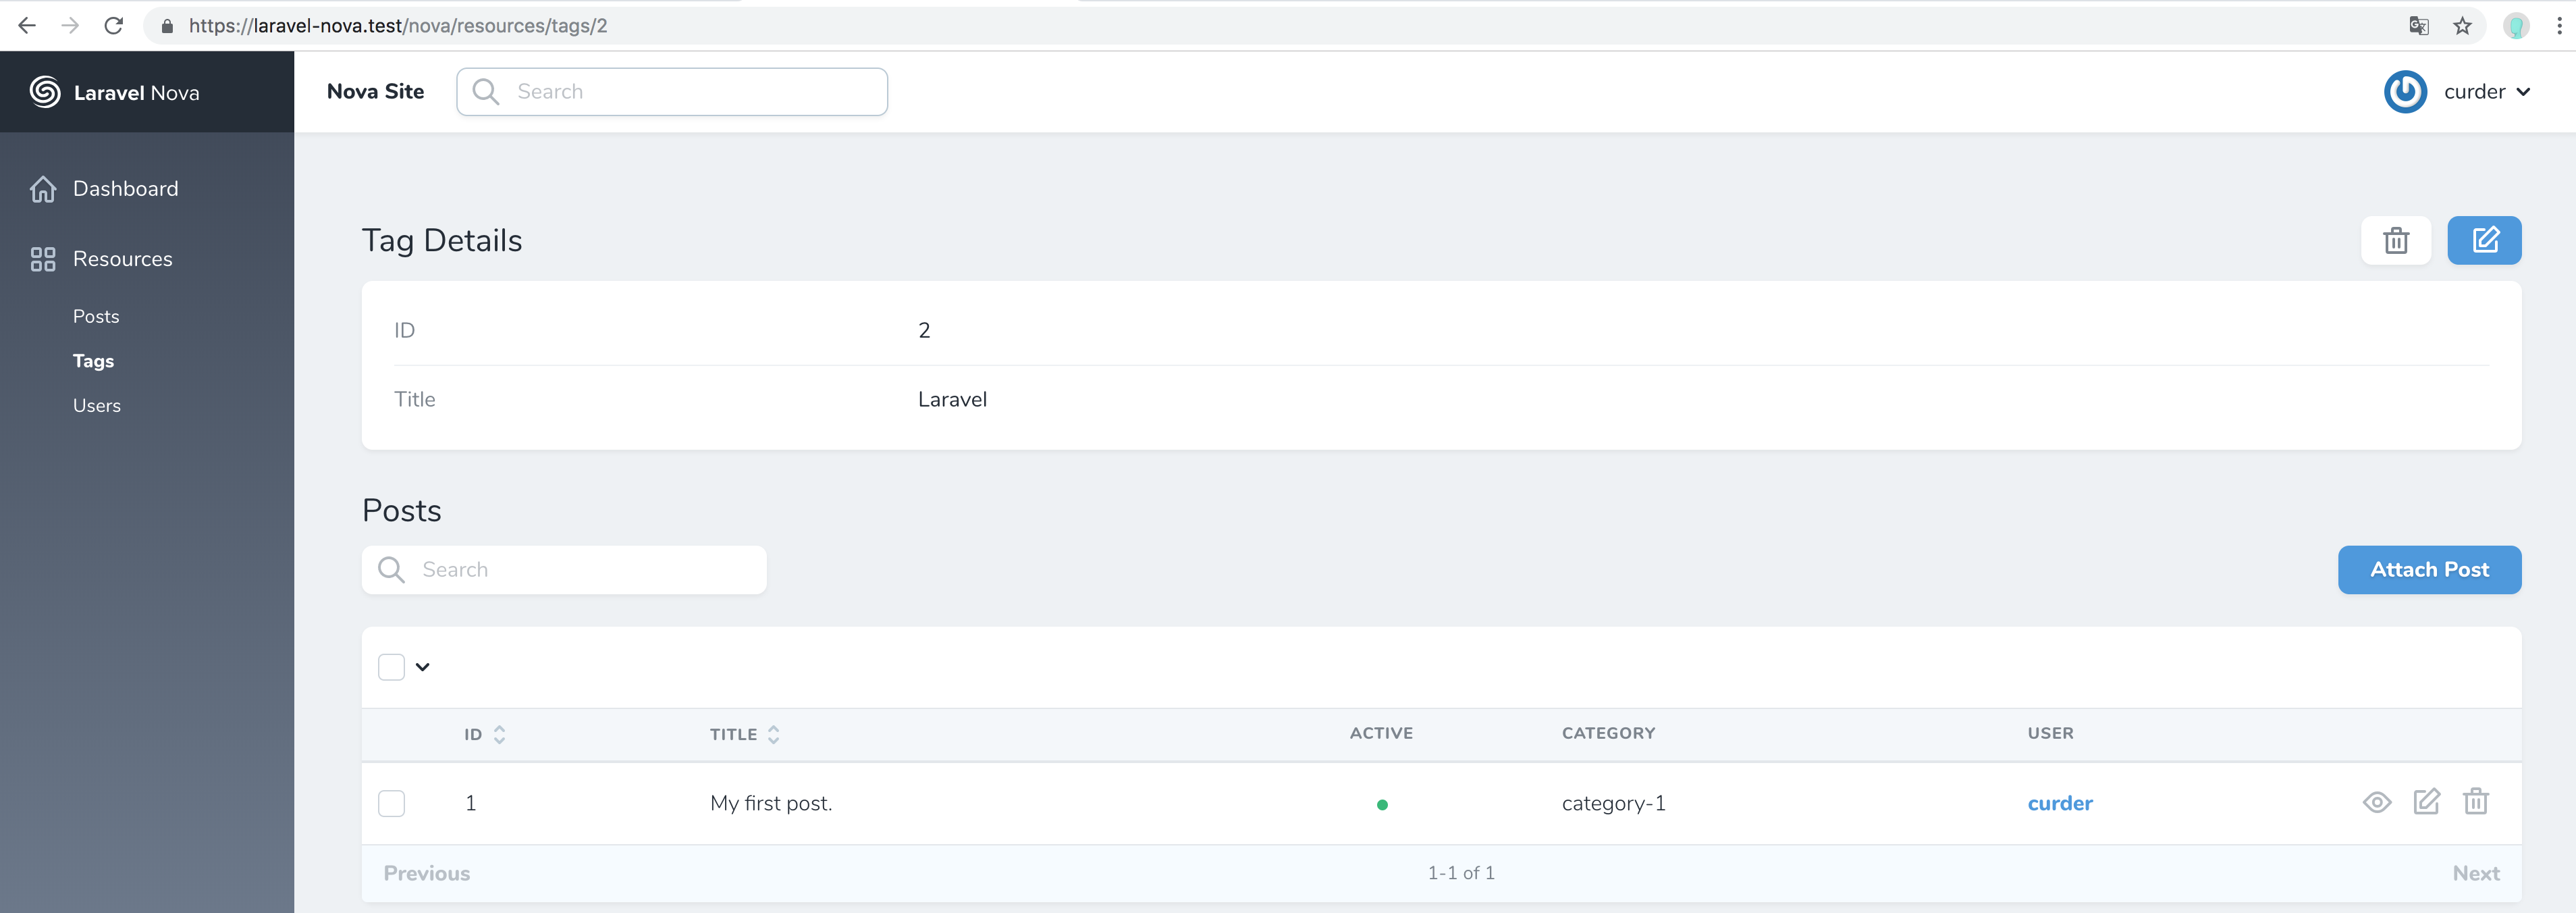 https://laravel-nova.test/nova/resources/tags/2
Laravel Nova
Nova Site
Search
curder
Dashboard
Resources
Posts
Tags
Users
Tag Details
ID 2
Title Laravel
Posts
Search
Attach Post
ID TITLE ACTIVE CATEGORY USER
1 My first post. category-1 curder
Previous 1-1 of 1 Next